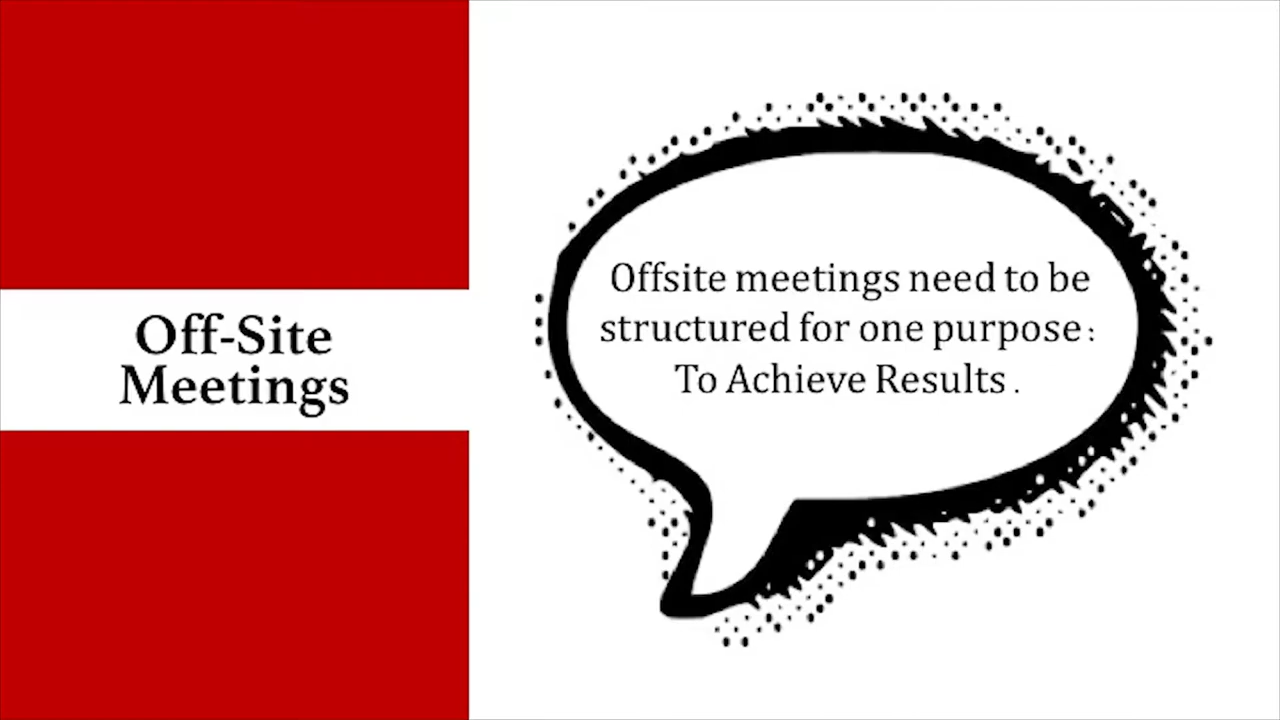 Off-Site
Meetings
Offsite meetings need to be
structured for one purpose:
To Achieve Results .